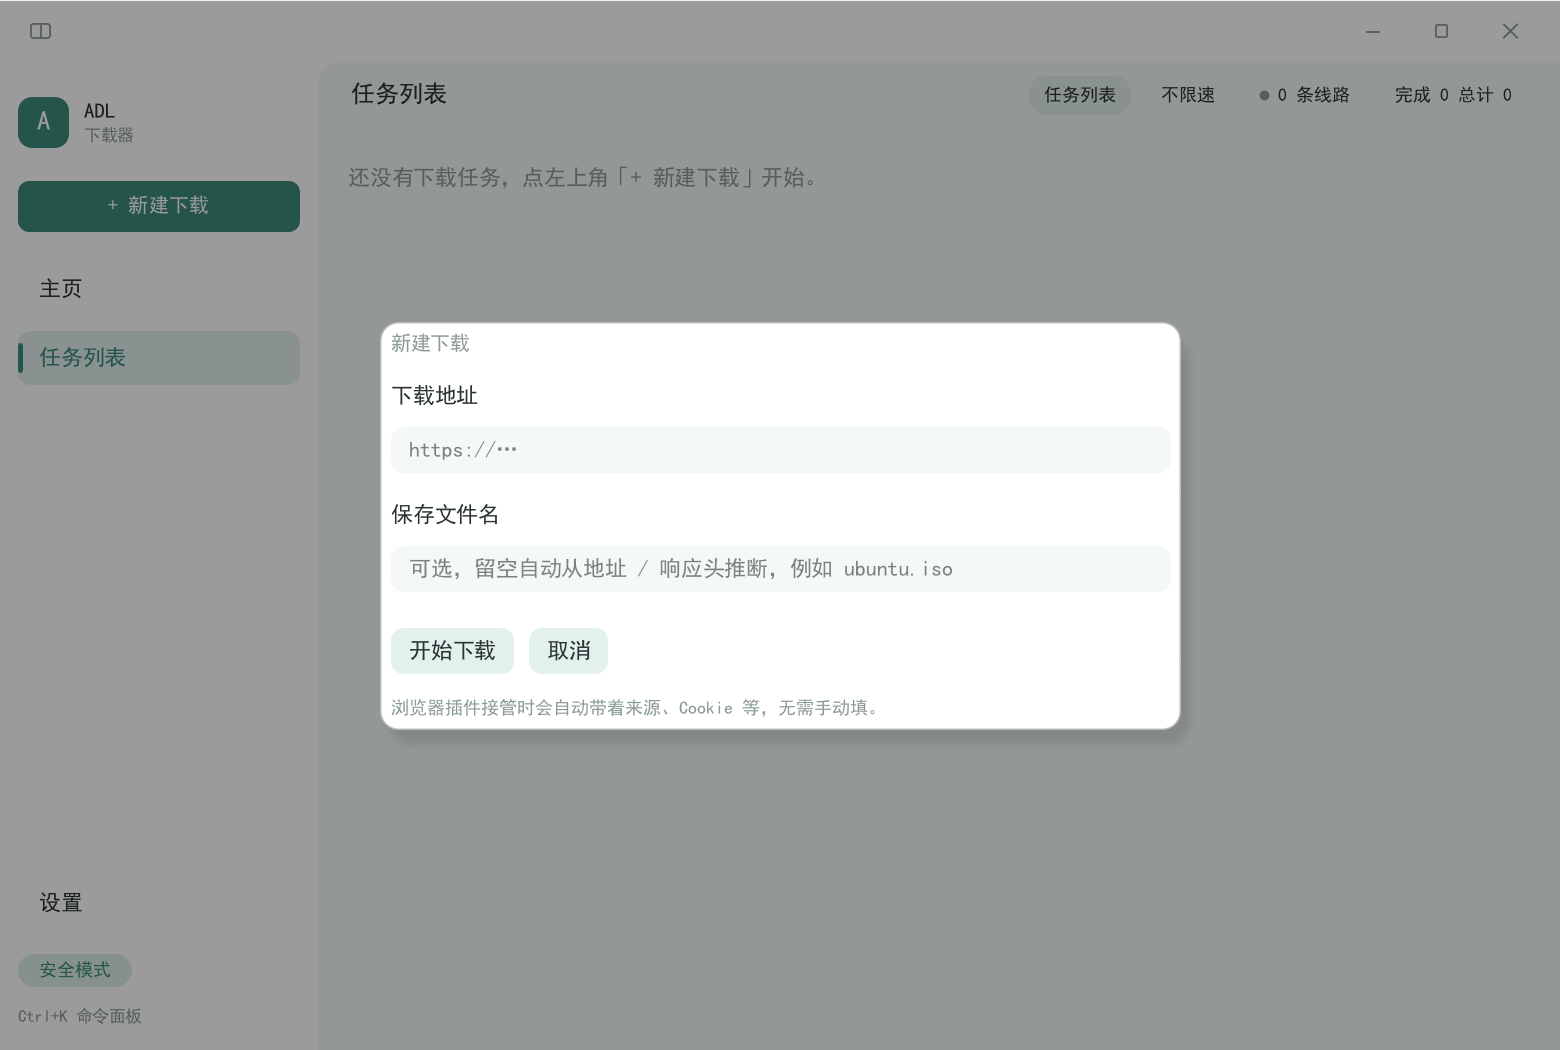 A
ADL
下载器
+ 新建下载
主页
任务列表
设置
安全模式
Ctrl+K 命令面板
任务列表
任务列表
不限速
0 条线路
完成 0 总计 0
还没有下载任务，点左上角「+ 新建下载」开始。
新建下载
下载地址
https://…
保存文件名
可选，留空自动从地址 / 响应头推断，例如 ubuntu.iso
开始下载
取消
浏览器插件接管时会自动带着来源、Cookie 等，无需手动填。